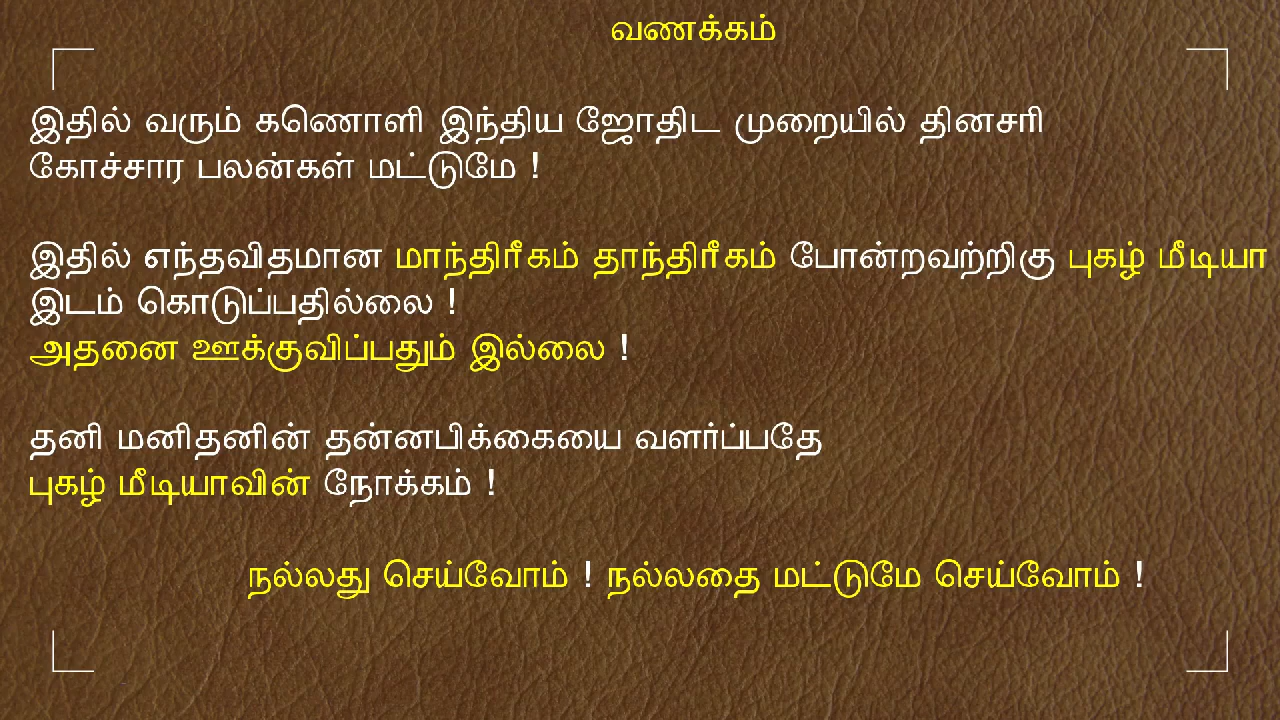 வணக்கம்
இதில் வரும் கணொளி இந்திய ஜோதிட முறையில் தினசரி
கோச்சார பலன்கள் மட்டுமே !
இதில் எந்தவிதமான மாந்திரீகம் தாந்திரீகம் போன்றவற்றிகு புகழ் மீடியா
இடம் கொடுப்பதில்லை !
அதனை ஊக்குவிப்பதும் இல்லை !
தனி மனிதனின் தன்னபிக்கையை வளர்ப்பதே
புகழ் மீடியாவின் நோக்கம் !
நல்லது செய்வோம் ! நல்லதை மட்டுமே செய்வோம் !